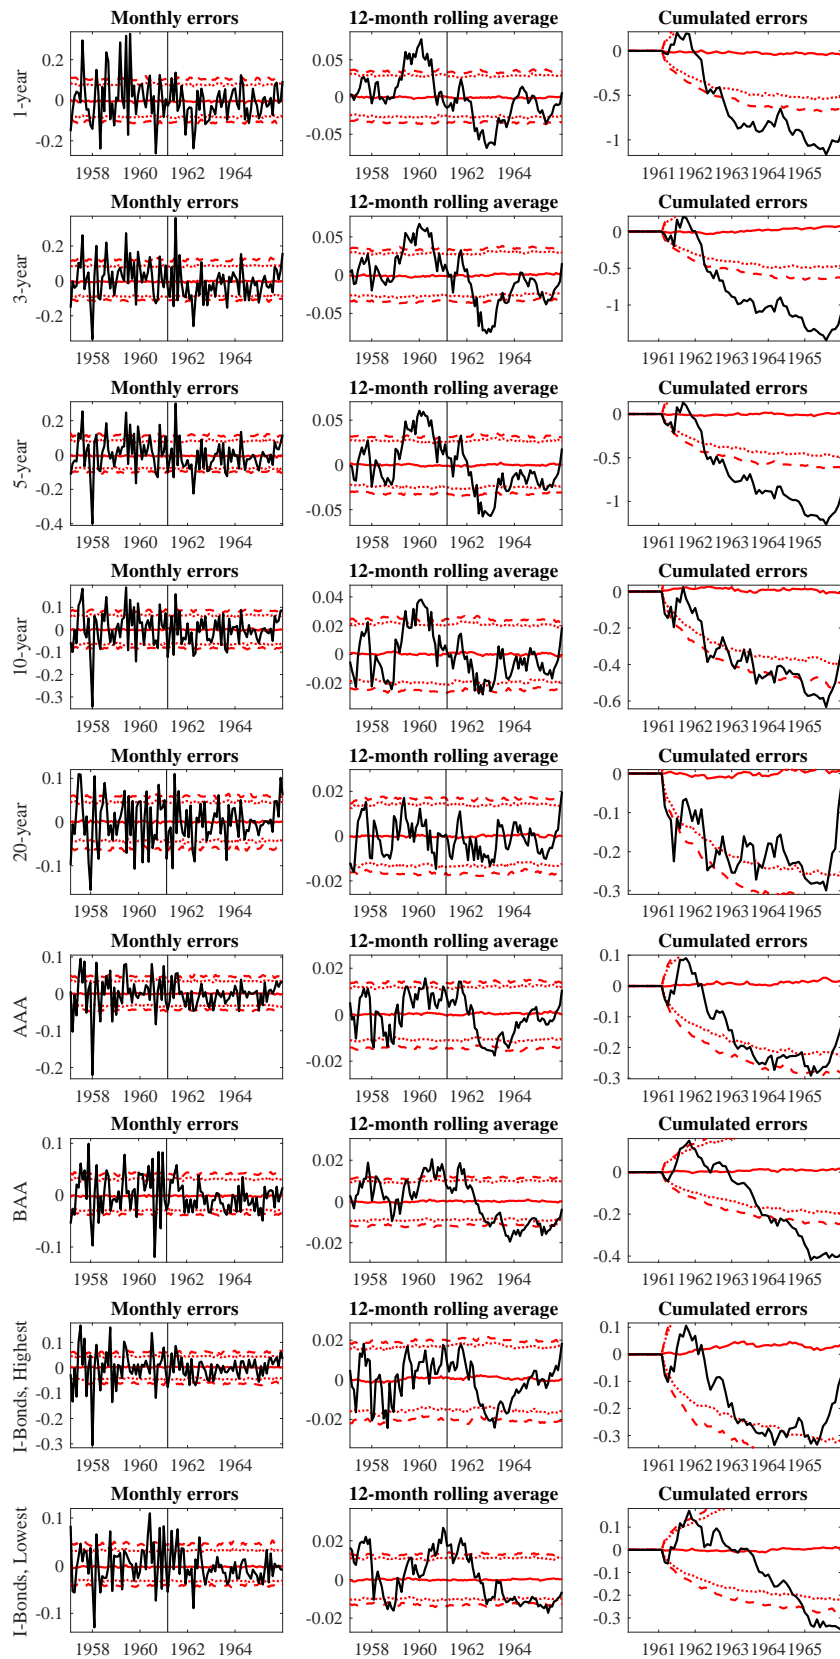 Monthly errors 12-month rolling average Cumulated errors
1-year
0.2 0 -0.2
0.05 0 -0.05
0 -0.5 -1
1958 1960 1962 1964 1958 1960 1962 1964 1961 1962 1963 1964 1965
Monthly errors 12-month rolling average Cumulated errors
3-year
0.2 0 -0.2
0.05 0 -0.05
0 -0.5 -1
1958 1960 1962 1964 1958 1960 1962 1964 1961 1962 1963 1964 1965
Monthly errors 12-month rolling average Cumulated errors
5-year
0.2 0 -0.2 -0.4
0.05 0 -0.05
0 -0.5 -1
1958 1960 1962 1964 1958 1960 1962 1964 1961 1962 1963 1964 1965
Monthly errors 12-month rolling average Cumulated errors
10-year
0.1 0 -0.1 -0.2 -0.3
0.04 0.02 0 -0.02
0 -0.2 -0.4 -0.6
1958 1960 1962 1964 1958 1960 1962 1964 1961 1962 1963 1964 1965
Monthly errors 12-month rolling average Cumulated errors
20-year
0.1 0 -0.1
0.02 0 -0.02
0 -0.1 -0.2 -0.3
1958 1960 1962 1964 1958 1960 1962 1964 1961 1962 1963 1964 1965
Monthly errors 12-month rolling average Cumulated errors
AAA
0.1 0 -0.1 -0.2
0.02 0 -0.02
0.1 0 -0.1 -0.2 -0.3
1958 1960 1962 1964 1958 1960 1962 1964 1961 1962 1963 1964 1965
Monthly errors 12-month rolling average Cumulated errors
BAA
0.1 0 -0.1
0.02 0 -0.02
0 -0.2 -0.4
1958 1960 1962 1964 1958 1960 1962 1964 1961 1962 1963 1964 1965
Monthly errors 12-month rolling average Cumulated errors
I-Bonds, Highest
0.1 0 -0.1 -0.2 -0.3
0.02 0 -0.02
0.1 0 -0.1 -0.2 -0.3
1958 1960 1962 1964 1958 1960 1962 1964 1961 1962 1963 1964 1965
Monthly errors 12-month rolling average Cumulated errors
I-Bonds, Lowest
0.1 0 -0.1
0.02 0 -0.02
0.1 0 -0.1 -0.2 -0.3
1958 1960 1962 1964 1958 1960 1962 1964 1961 1962 1963 1964 1965